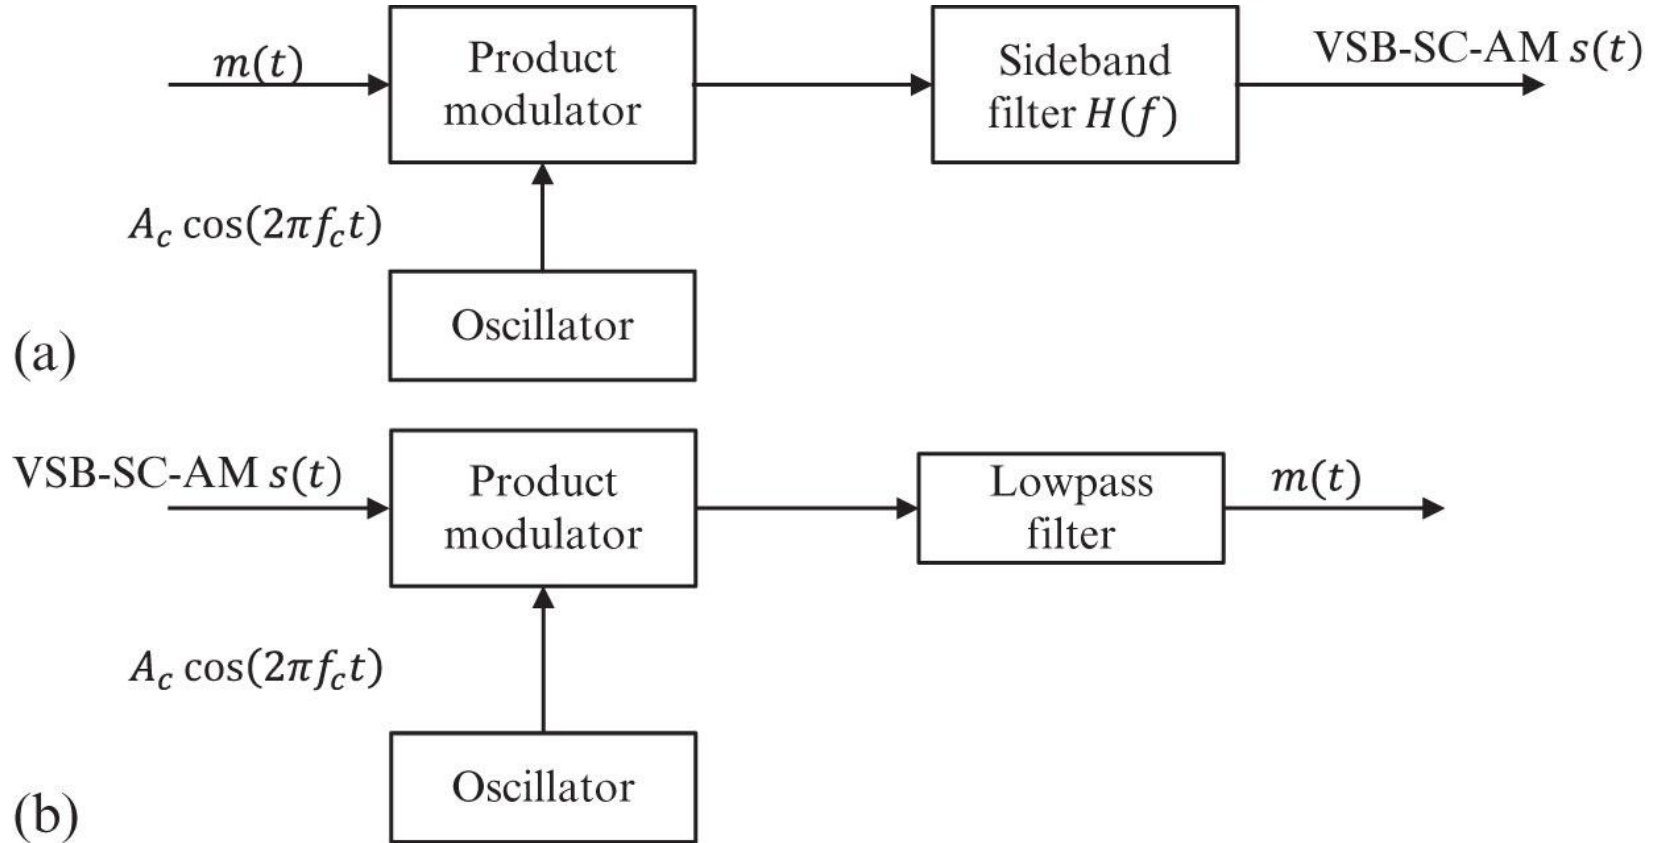 m(t)
Product
modulator
Sideband
filter H(f)
VSB-SC-AM s(t)
A_c cos(2πf_c t)
Oscillator
(a)
VSB-SC-AM s(t)
Product
modulator
Lowpass
filter
m(t)
A_c cos(2πf_c t)
Oscillator
(b)